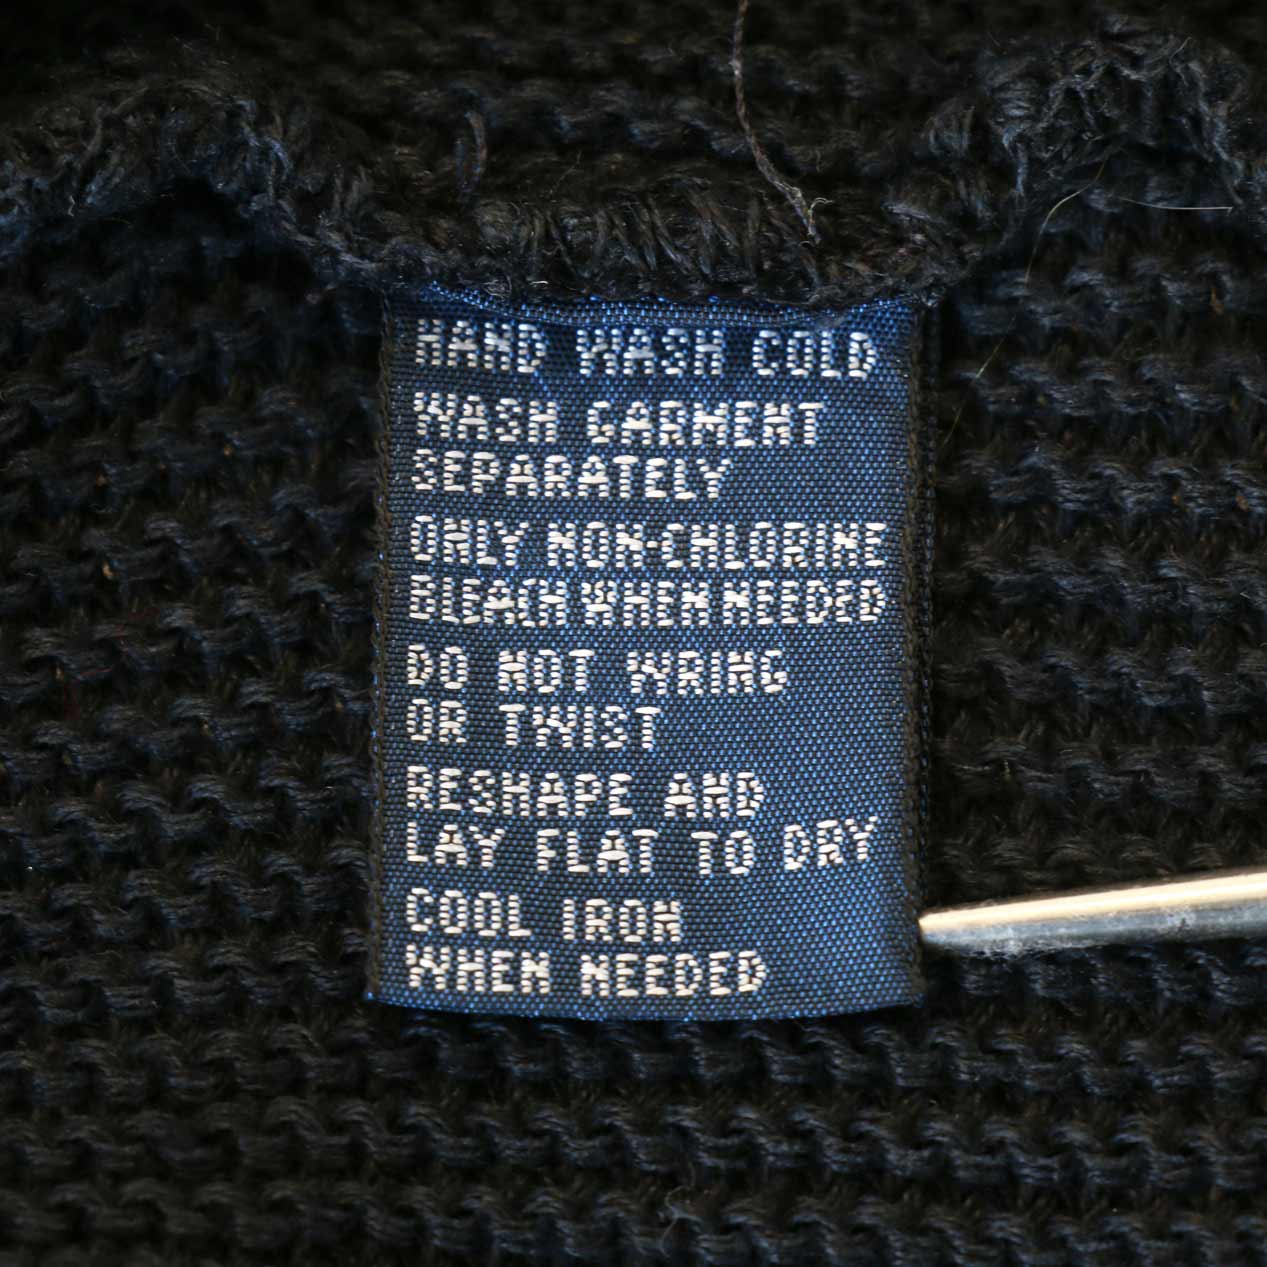 HAND WASH COLD
WASH GARMENT
SEPARATELY
ONLY NON-CHLORINE
BLEACH WHEN NEEDED
DO NOT WRING
OR TWIST
RESHAPE AND
LAY FLAT TO DRY
COOL IRON
WHEN NEEDED